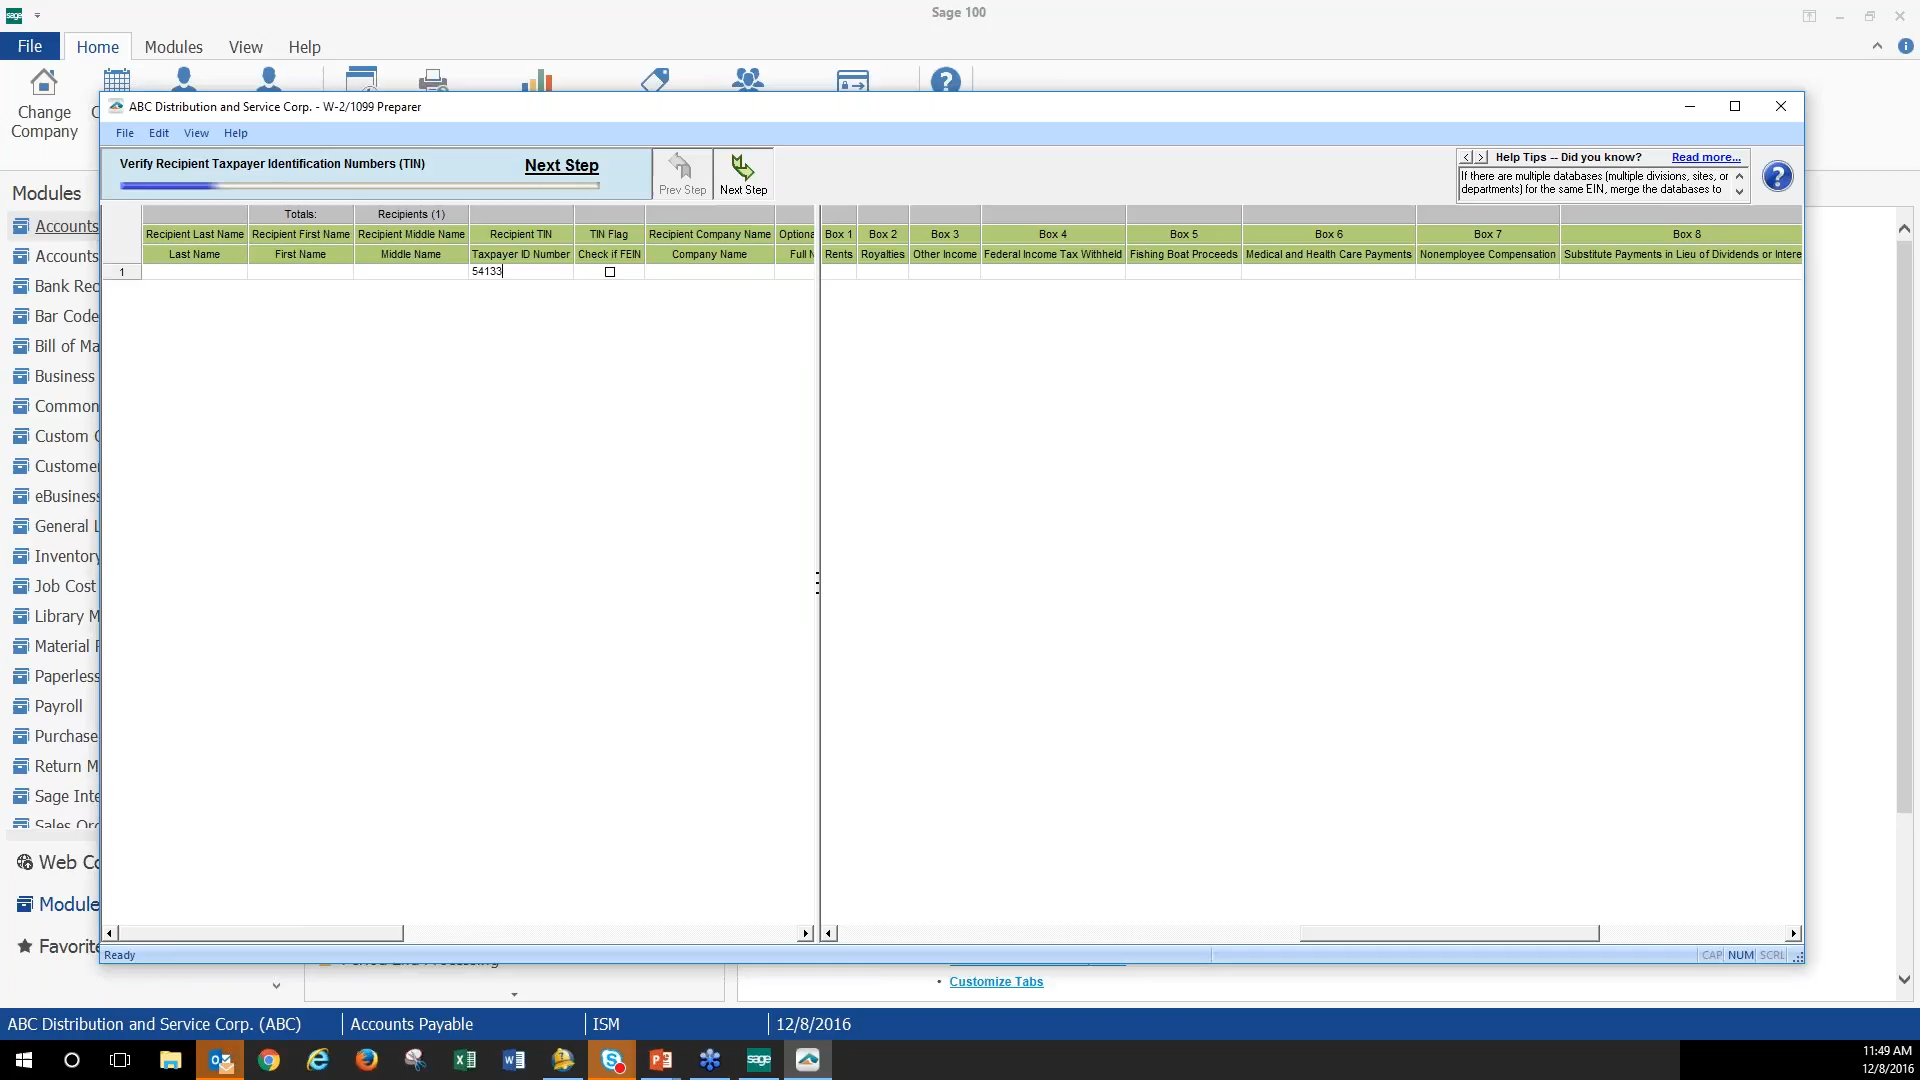 sage
Sage 100
File
Home
Modules
View
Help
Change
Company
ABC Distribution and Service Corp. - W-2/1099 Preparer
File
Edit
View
Help
Verify Recipient Taxpayer Identification Numbers (TIN)
Next Step
Prev Step
Next Step
Help Tips -- Did you know?
Read more...
If there are multiple databases (multiple divisions, sites, or
departments) for the same EIN, merge the databases to
Totals:
Recipients (1)
Recipient Last Name
Recipient First Name
Recipient Middle Name
Recipient TIN
TIN Flag
Recipient Company Name
Optiona
Box 1
Box 2
Box 3
Box 4
Box 5
Box 6
Box 7
Box 8
Last Name
First Name
Middle Name
Taxpayer ID Number
Check if FEIN
Company Name
Full N
Rents
Royalties
Other Income
Federal Income Tax Withheld
Fishing Boat Proceeds
Medical and Health Care Payments
Nonemployee Compensation
Substitute Payments in Lieu of Dividends or Intere
1
54133
Modules
Accounts
Accounts
Bank Rec
Bar Code
Bill of Ma
Business
Common
Custom C
Custome
eBusiness
General L
Inventory
Job Cost
Library M
Material
Paperless
Payroll
Purchase
Return M
Sage Inte
Sales Ord
Web Co
Module
Favorite
Ready
CAP
NUM
SCRL
Period End Processing
• Customize Tabs
ABC Distribution and Service Corp. (ABC)
Accounts Payable
ISM
12/8/2016
sage
11:49 AM
12/8/2016